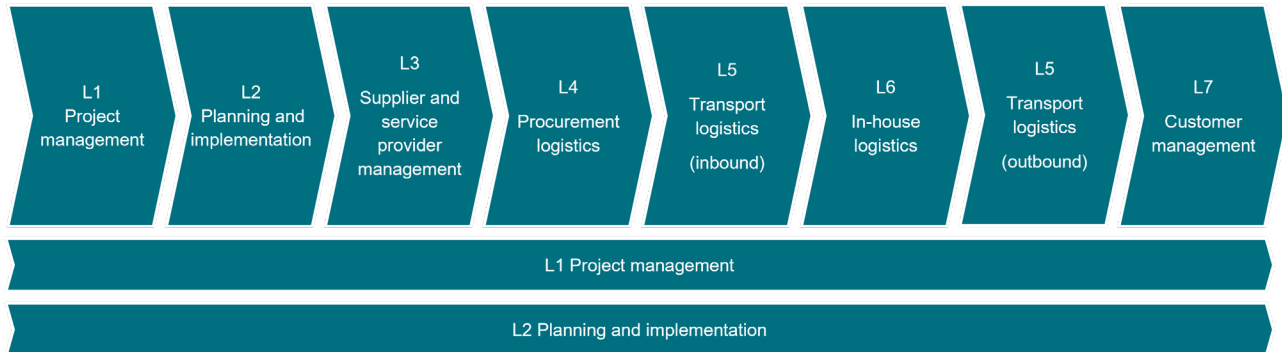 L1
Project
management
L2
Planning and
implementation
L3
Supplier and
service
provider
management
L4
Procurement
logistics
L5
Transport
logistics
(inbound)
L6
In-house
logistics
L5
Transport
logistics
(outbound)
L7
Customer
management
L1 Project management
L2 Planning and implementation